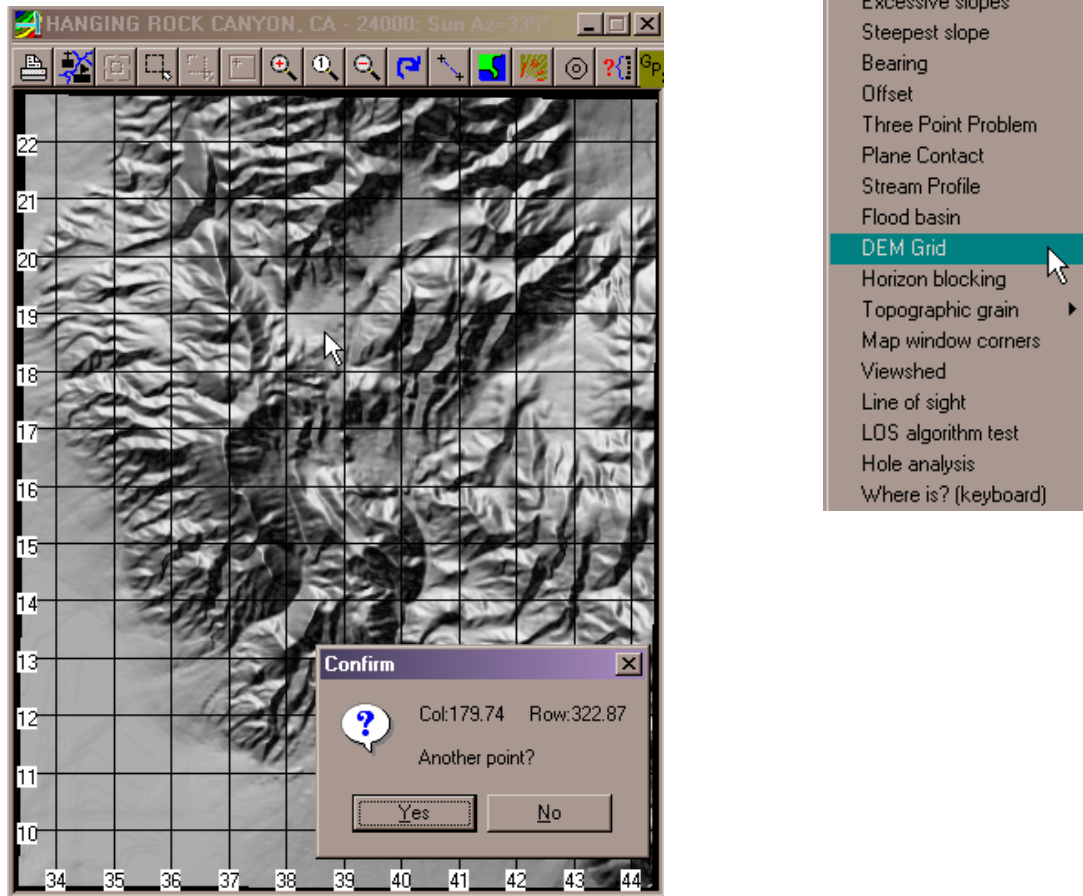 HANGING ROCK CANYON, CA - 24000: Sun Az=335°
1
?{}
GP
22
21
20
19
18
17
16
15
14
13
12
11
10
34 35 36 37 38 39 40 41 42 43 44
Confirm
?
Col:179.74 Row:322.87
Another point?
Yes No
Excessive slopes
Steepest slope
Bearing
Offset
Three Point Problem
Plane Contact
Stream Profile
Flood basin
DEM Grid
Horizon blocking
Topographic grain
Map window corners
Viewshed
Line of sight
LOS algorithm test
Hole analysis
Where is? (keyboard)